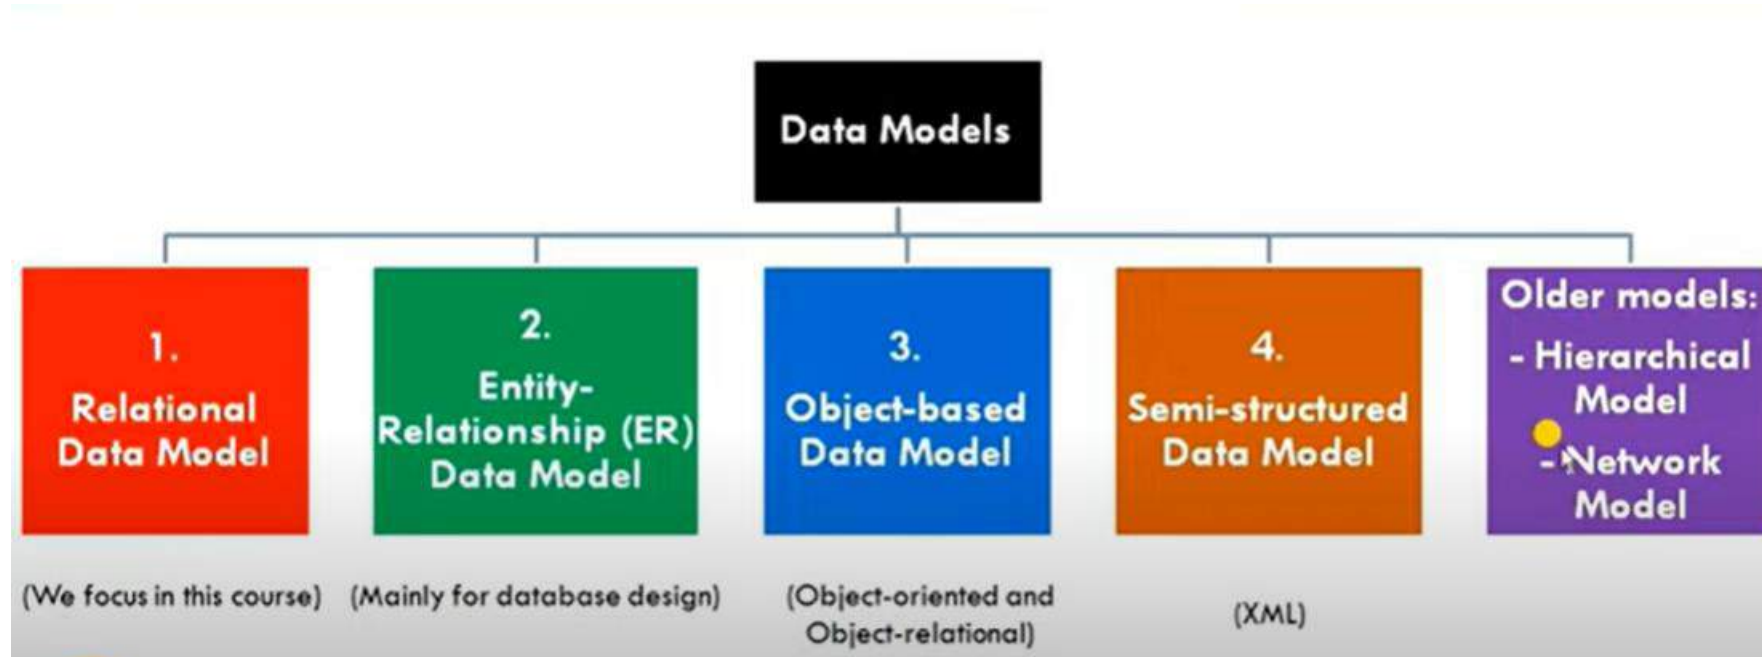 Data Models
1.
Relational
Data Model
2.
Entity-
Relationship (ER)
Data Model
3.
Object-based
Data Model
4.
Semi-structured
Data Model
Older models:
- Hierarchical
Model
- Network
Model
(We focus in this course)
(Mainly for database design)
(Object-oriented and
Object-relational)
(XML)